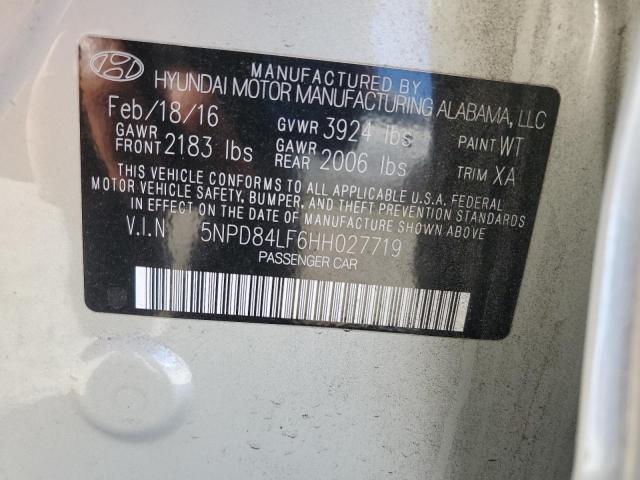 MANUFACTURED BY
HYUNDAI MOTOR MANUFACTURING ALABAMA, LLC
Feb/18/16 GVWR 3924 lbs PAINT WT
GAWR FRONT 2183 lbs GAWR REAR 2006 lbs TRIM XA
THIS VEHICLE CONFORMS TO ALL APPLICABLE U.S.A. FEDERAL
MOTOR VEHICLE SAFETY, BUMPER, AND THEFT PREVENTION
STANDARDS IN EFFECT ON THE DATE OF MANUFACTURE SHOWN ABOVE.
V.I.N 5NPD84LF6HH027719
PASSENGER CAR